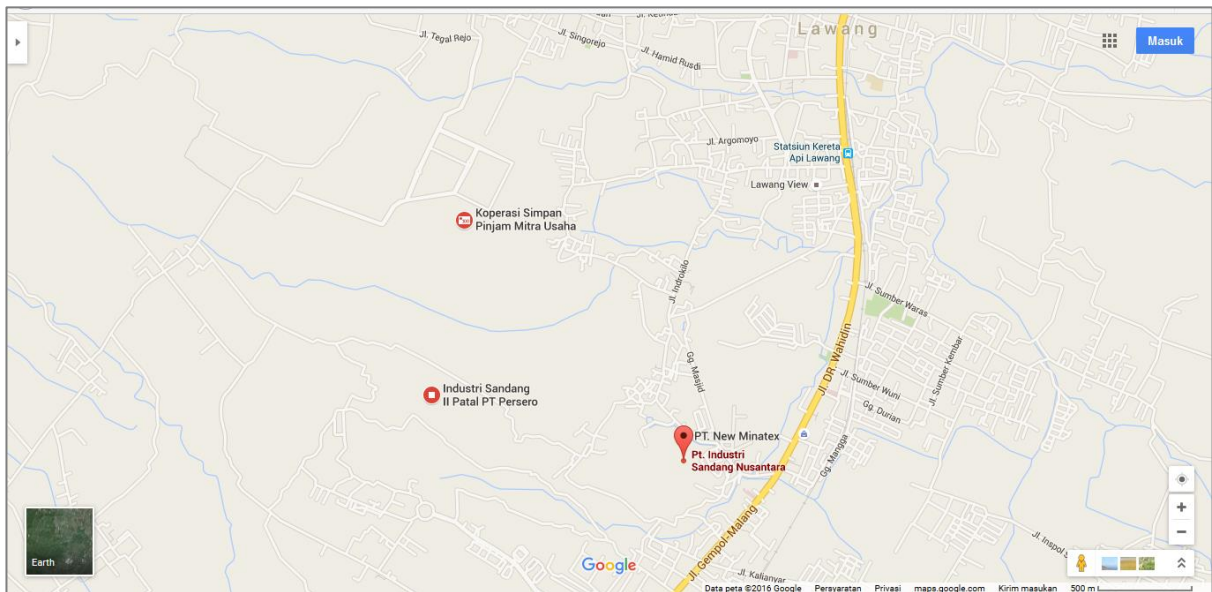 Lawang
Masuk
Jl. Tegal Rejo
Jl. Singorejo
Jl. Hamid Rusdi
Jl. Argomoyo
Statsiun Kereta
Api Lawang
Lawang View
Koperasi Simpan
Pinjam Mitra Usaha
Jl. Indrokilo
Jl. Sumber Waras
Gg. Masjid
Jl. DR. Wahidin
Jl. Sumber Kembar
Jl. Sumber Wuni
Gg. Durian
Industri Sandang
II Patal PT Persero
PT. New Minatex
Pt. Industri
Sandang Nusantara
Gg. Mangga
Jl. Gempol-Malang
Jl. Inspol
Earth
Google
Jl. Kalianyar
Data peta ©2016 Google
Persyaratan
Privasi
maps.google.com
Kirim masukan
500 m